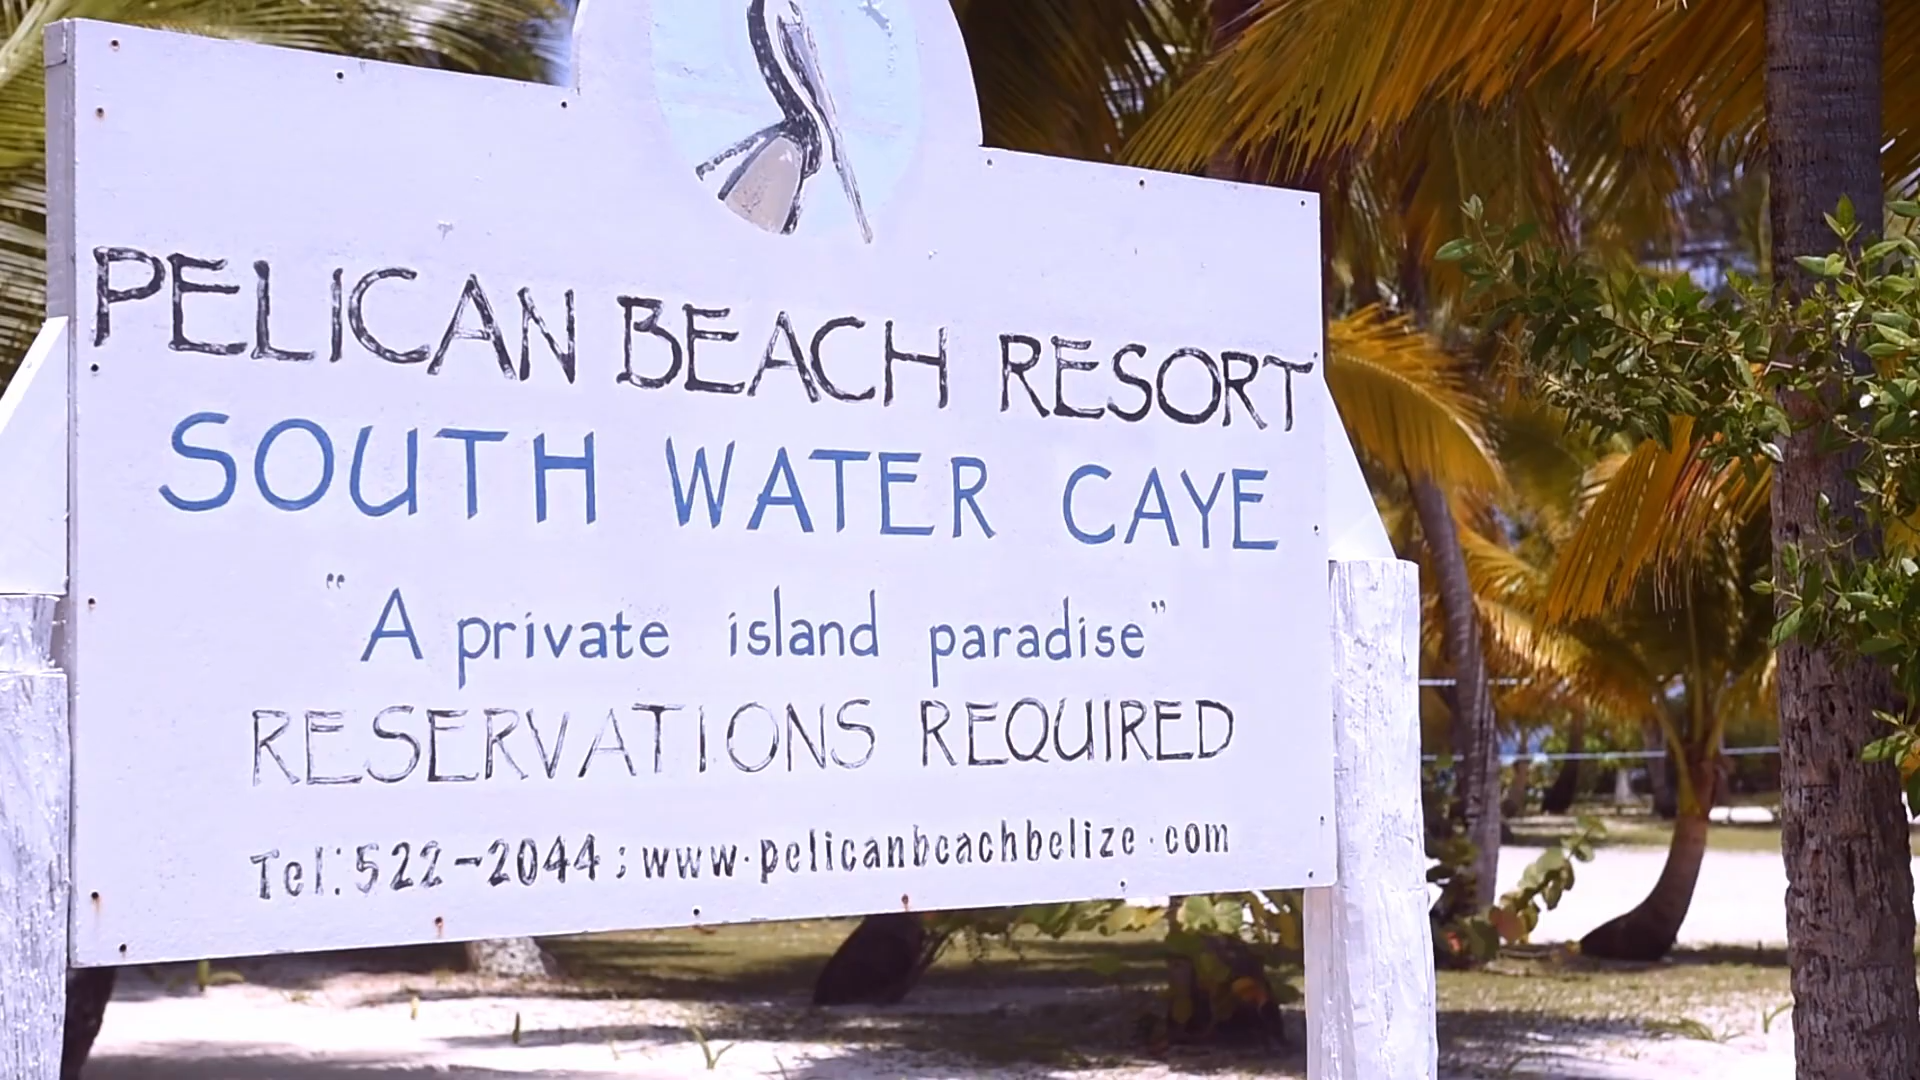 PELICAN BEACH RESORT
SOUTH WATER CAYE
"A private island paradise"
RESERVATIONS REQUIRED
Tel: 522-2044; www.pelicanbeachbelize.com